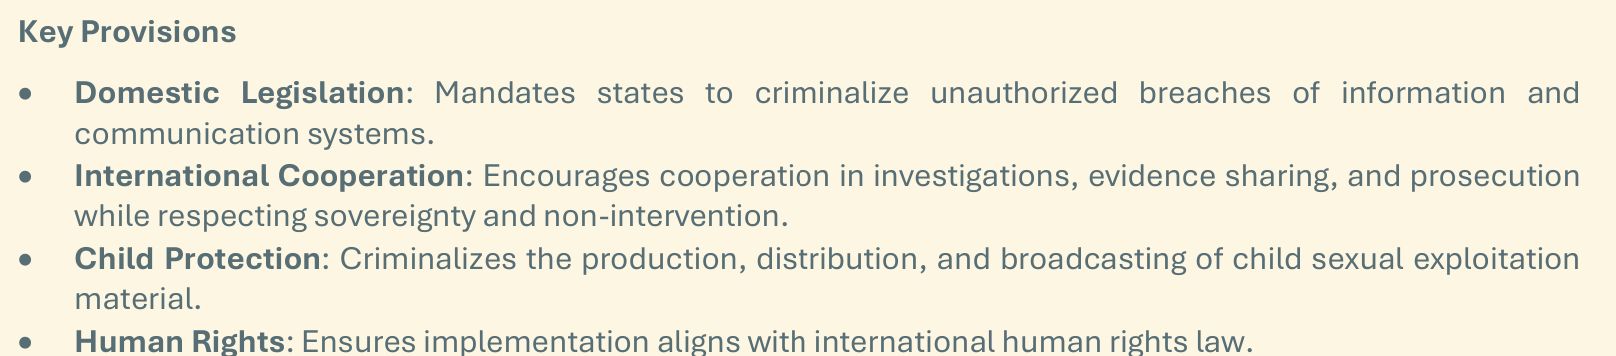 Key Provisions
• Domestic Legislation: Mandates states to criminalize unauthorized breaches of information and
communication systems.
• International Cooperation: Encourages cooperation in investigations, evidence sharing, and prosecution
while respecting sovereignty and non-intervention.
• Child Protection: Criminalizes the production, distribution, and broadcasting of child sexual exploitation
material.
• Human Rights: Ensures implementation aligns with international human rights law.